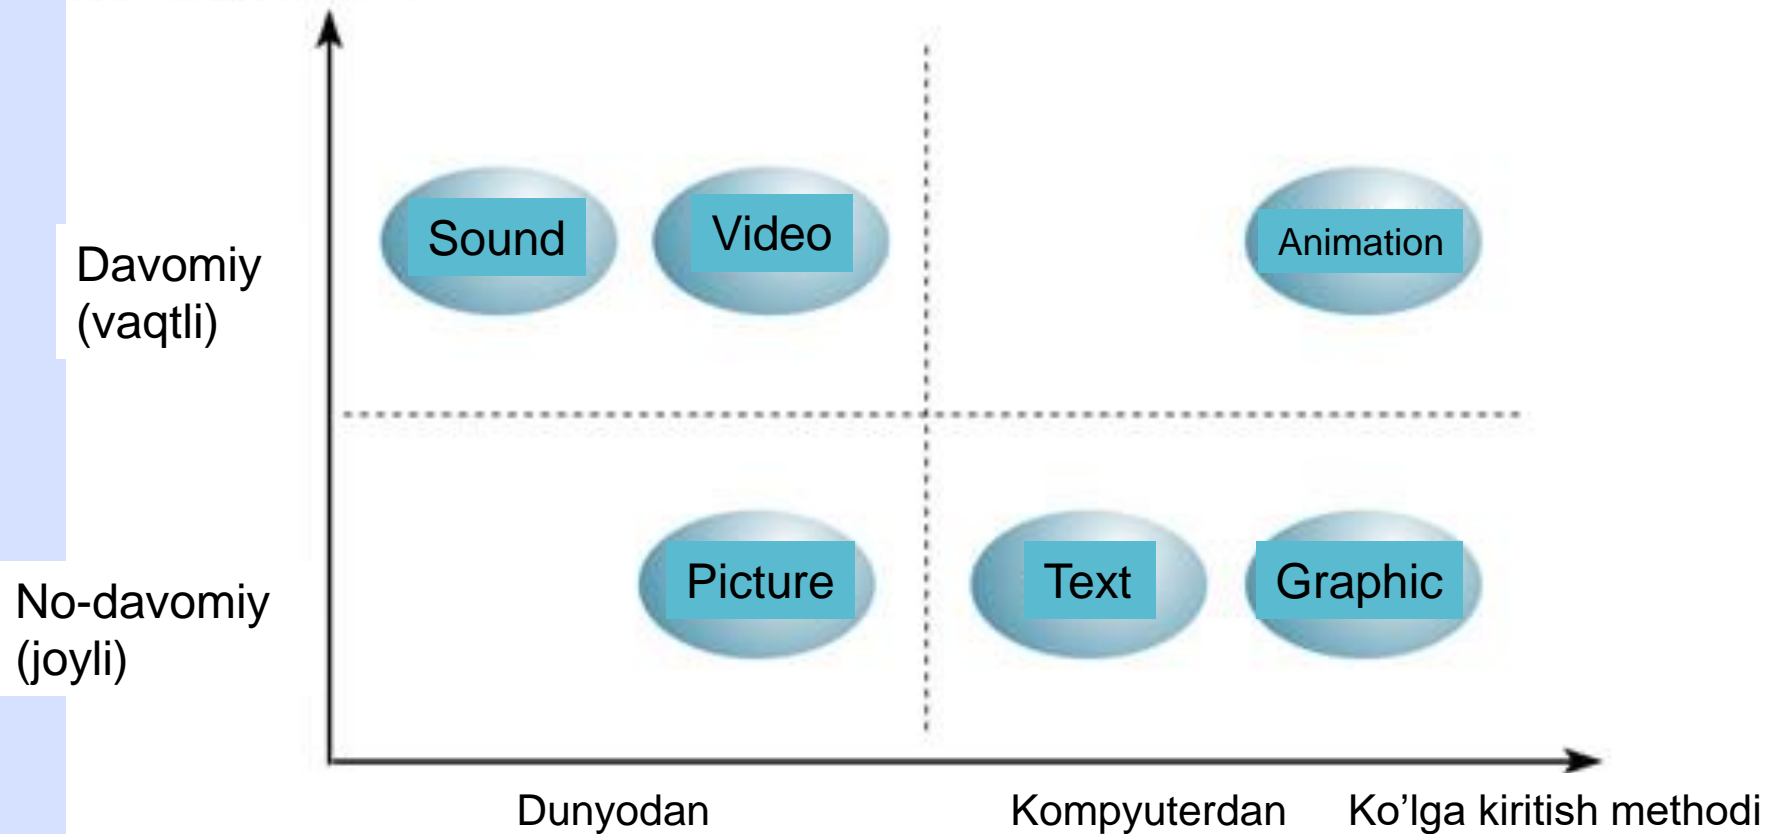 Sound
Video
Animation
Davomiy
(vaqtli)
Picture
Text
Graphic
No-davomiy
(joyli)
Dunyodan
Kompyuterdan
Ko’lga kiritish methodi